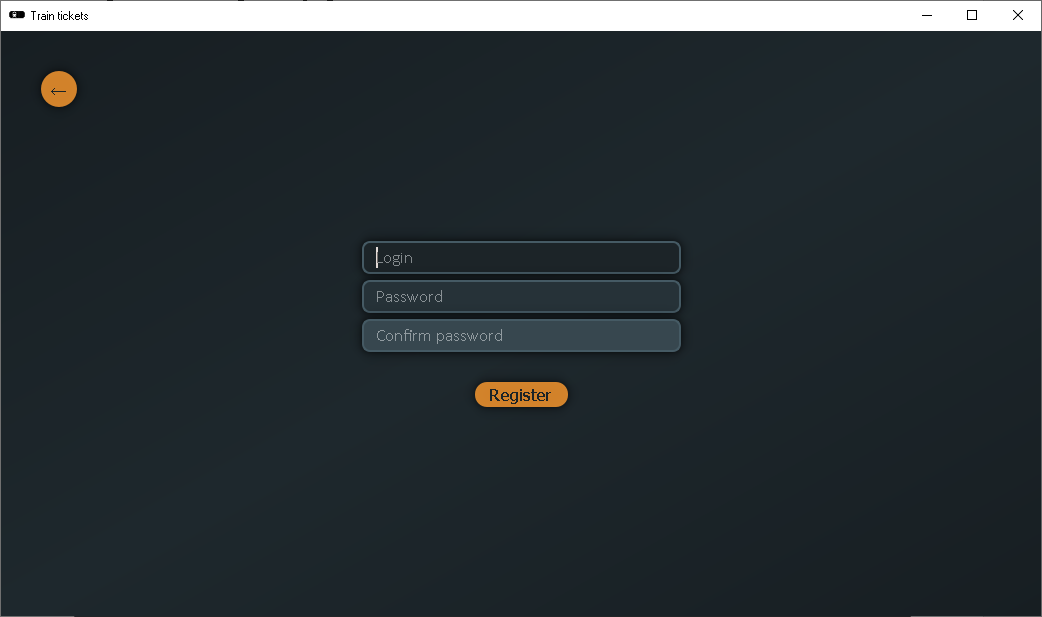 Train tickets
←
Login
Password
Confirm password
Register